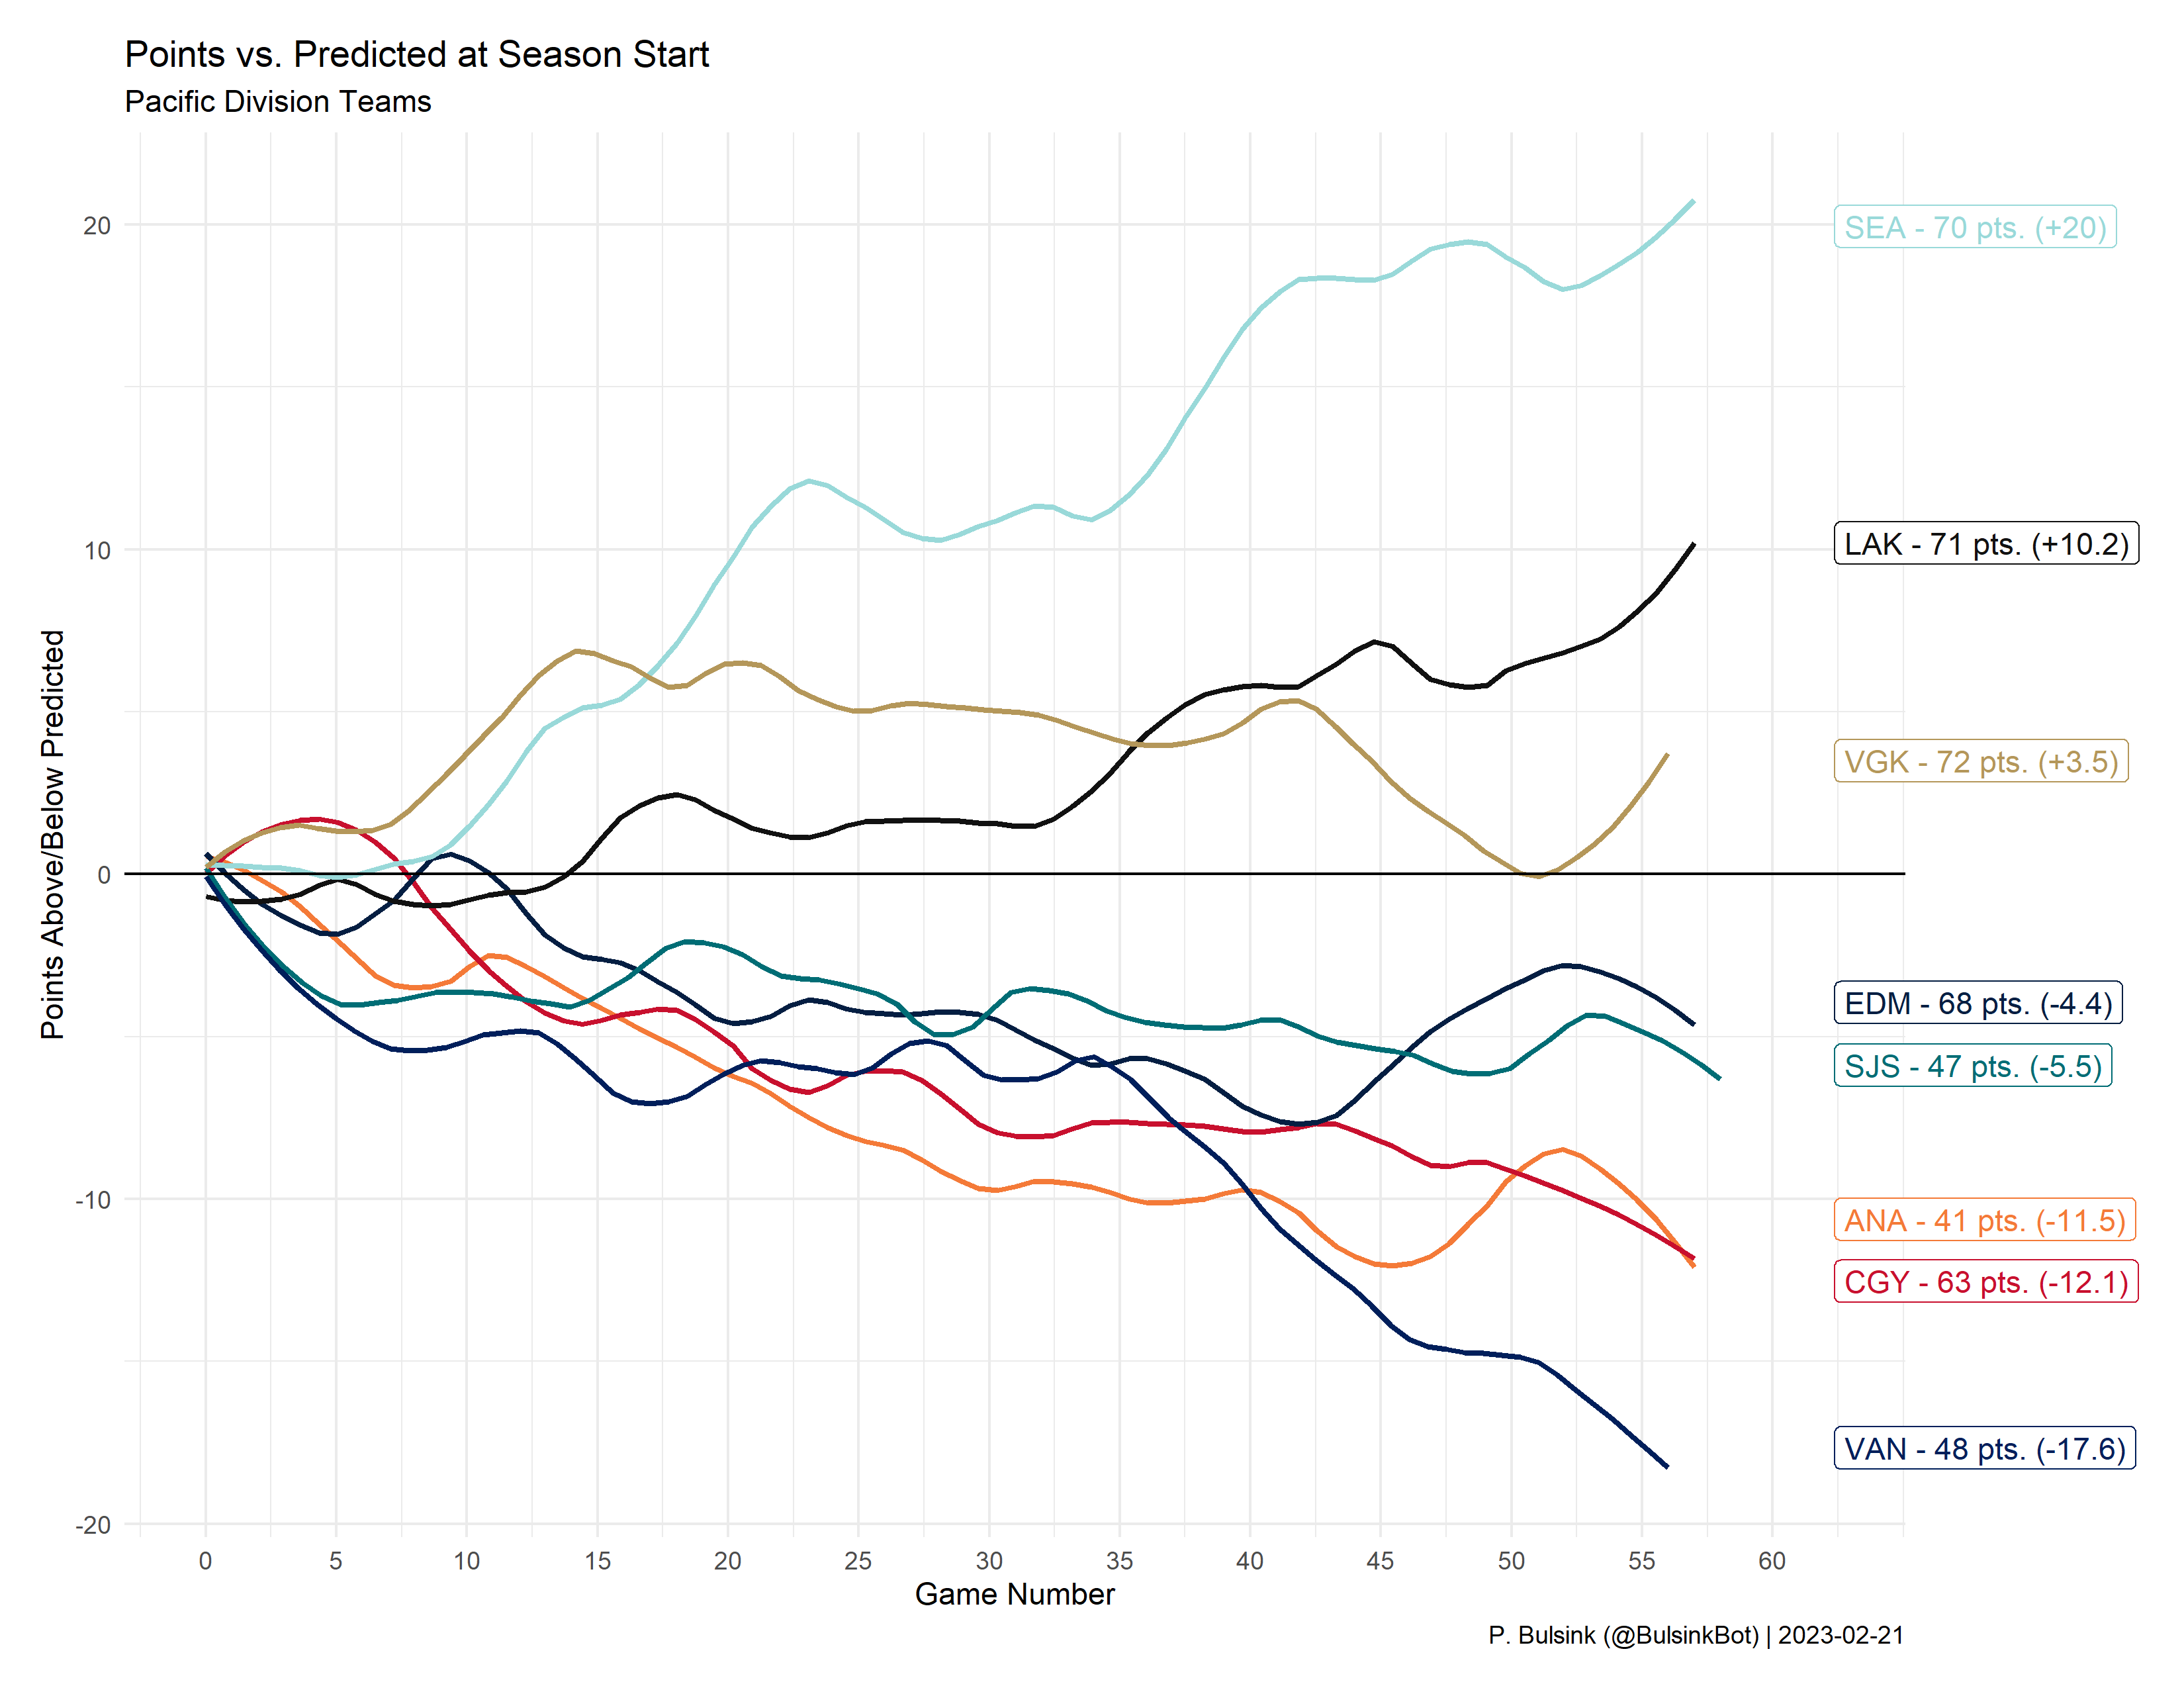 Points vs. Predicted at Season Start
Pacific Division Teams
Points Above/Below Predicted
20
10
0
-10
-20
SEA - 70 pts. (+20)
LAK - 71 pts. (+10.2)
VGK - 72 pts. (+3.5)
EDM - 68 pts. (-4.4)
SJS - 47 pts. (-5.5)
ANA - 41 pts. (-11.5)
CGY - 63 pts. (-12.1)
VAN - 48 pts. (-17.6)
0 5 10 15 20 25 30 35 40 45 50 55 60
Game Number
P. Bulsink (@BulsinkBot) | 2023-02-21